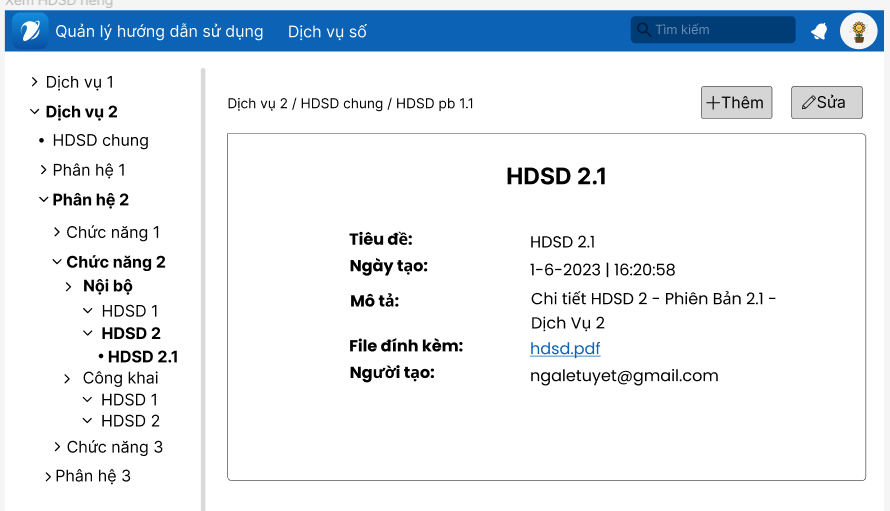 Xem HDSD riêng
Quản lý hướng dẫn sử dụng Dịch vụ số Tìm kiếm
Dịch vụ 1
Dịch vụ 2
HDSD chung
Phân hệ 1
Phân hệ 2
Chức năng 1
Chức năng 2
Nội bộ
HDSD 1
HDSD 2
HDSD 2.1
Công khai
HDSD 1
HDSD 2
Chức năng 3
Phân hệ 3
Dịch vụ 2 / HDSD chung / HDSD pb 1.1
Thêm Sửa
HDSD 2.1
Tiêu đề: HDSD 2.1
Ngày tạo: 1-6-2023 | 16:20:58
Mô tả: Chi tiết HDSD 2 - Phiên Bản 2.1 -
Dịch Vụ 2
File đính kèm: hdsd.pdf
Người tạo: ngaletuyet@gmail.com